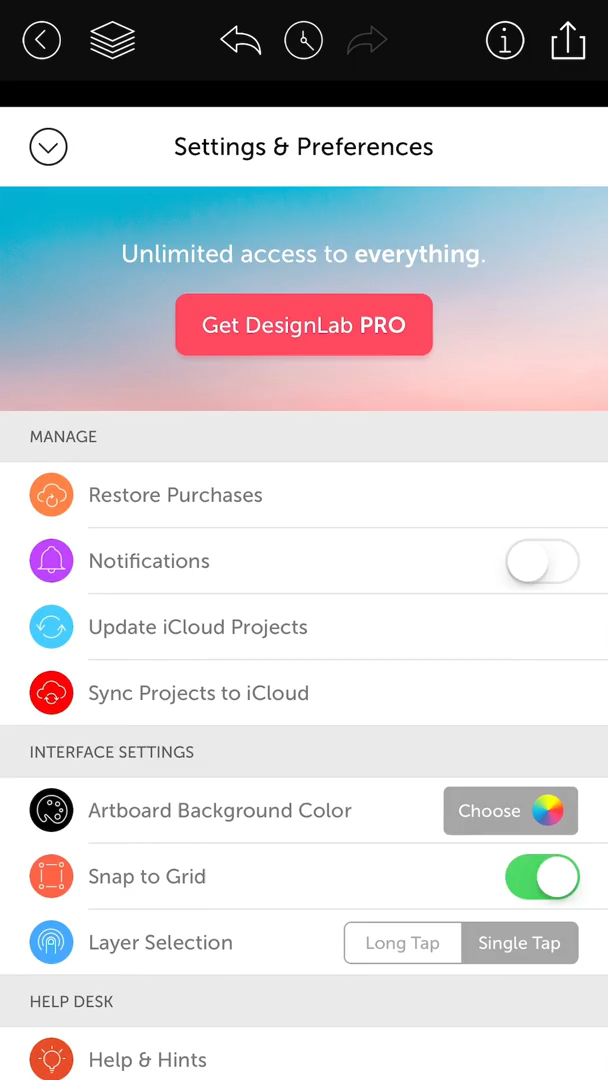 Settings & Preferences
Unlimited access to everything.
Get DesignLab PRO
MANAGE
Restore Purchases
Notifications
Update iCloud Projects
Sync Projects to iCloud
INTERFACE SETTINGS
Artboard Background Color Choose
Snap to Grid
Layer Selection Long Tap Single Tap
HELP DESK
Help & Hints